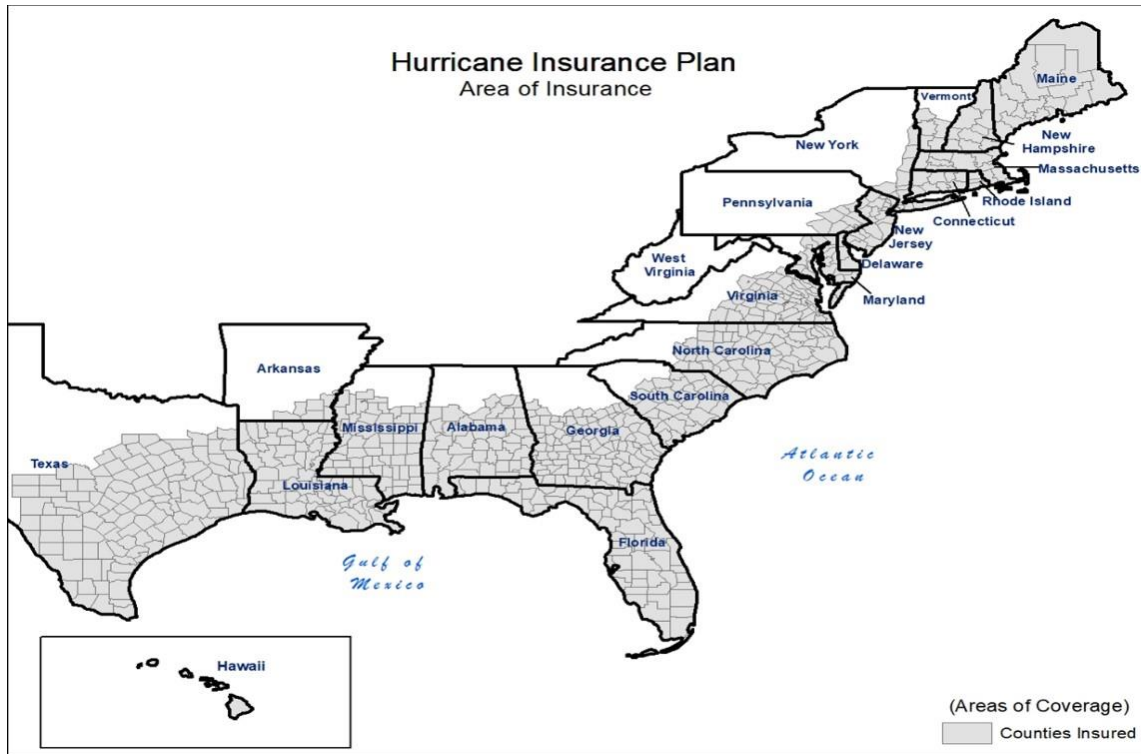 Hurricane Insurance Plan
Area of Insurance
Maine
Vermont
New
Hampshire
New York
Massachusetts
Rhode Island
Connecticut
Pennsylvania
New
Jersey
West
Virginia
Delaware
Maryland
Virginia
North Carolina
Arkansas
South Carolina
Mississippi
Alabama
Georgia
Texas
Louisiana
Atlantic
Ocean
Florida
Gulf of
Mexico
Hawaii
(Areas of Coverage)
Counties Insured